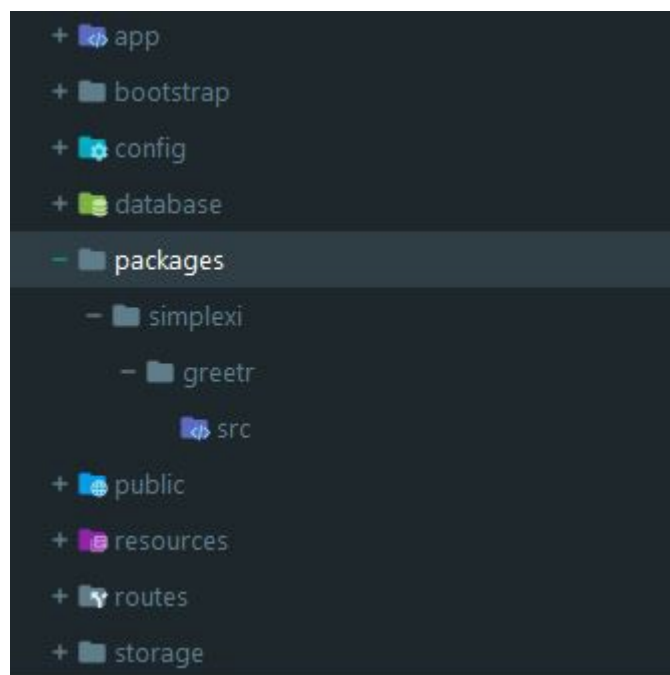 app
bootstrap
config
database
packages
simplexi
greetr
src
public
resources
routes
storage